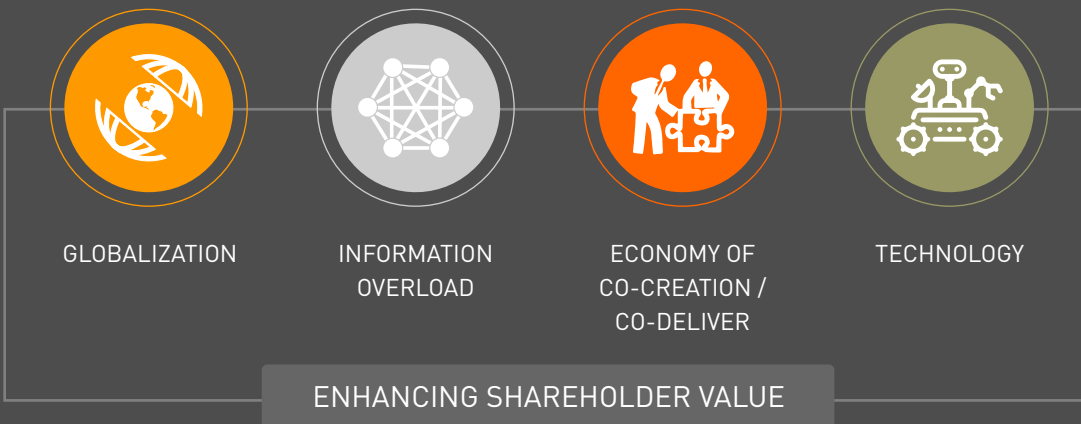 GLOBALIZATION
INFORMATION
OVERLOAD
ECONOMY OF
CO-CREATION /
CO-DELIVER
TECHNOLOGY
ENHANCING SHAREHOLDER VALUE